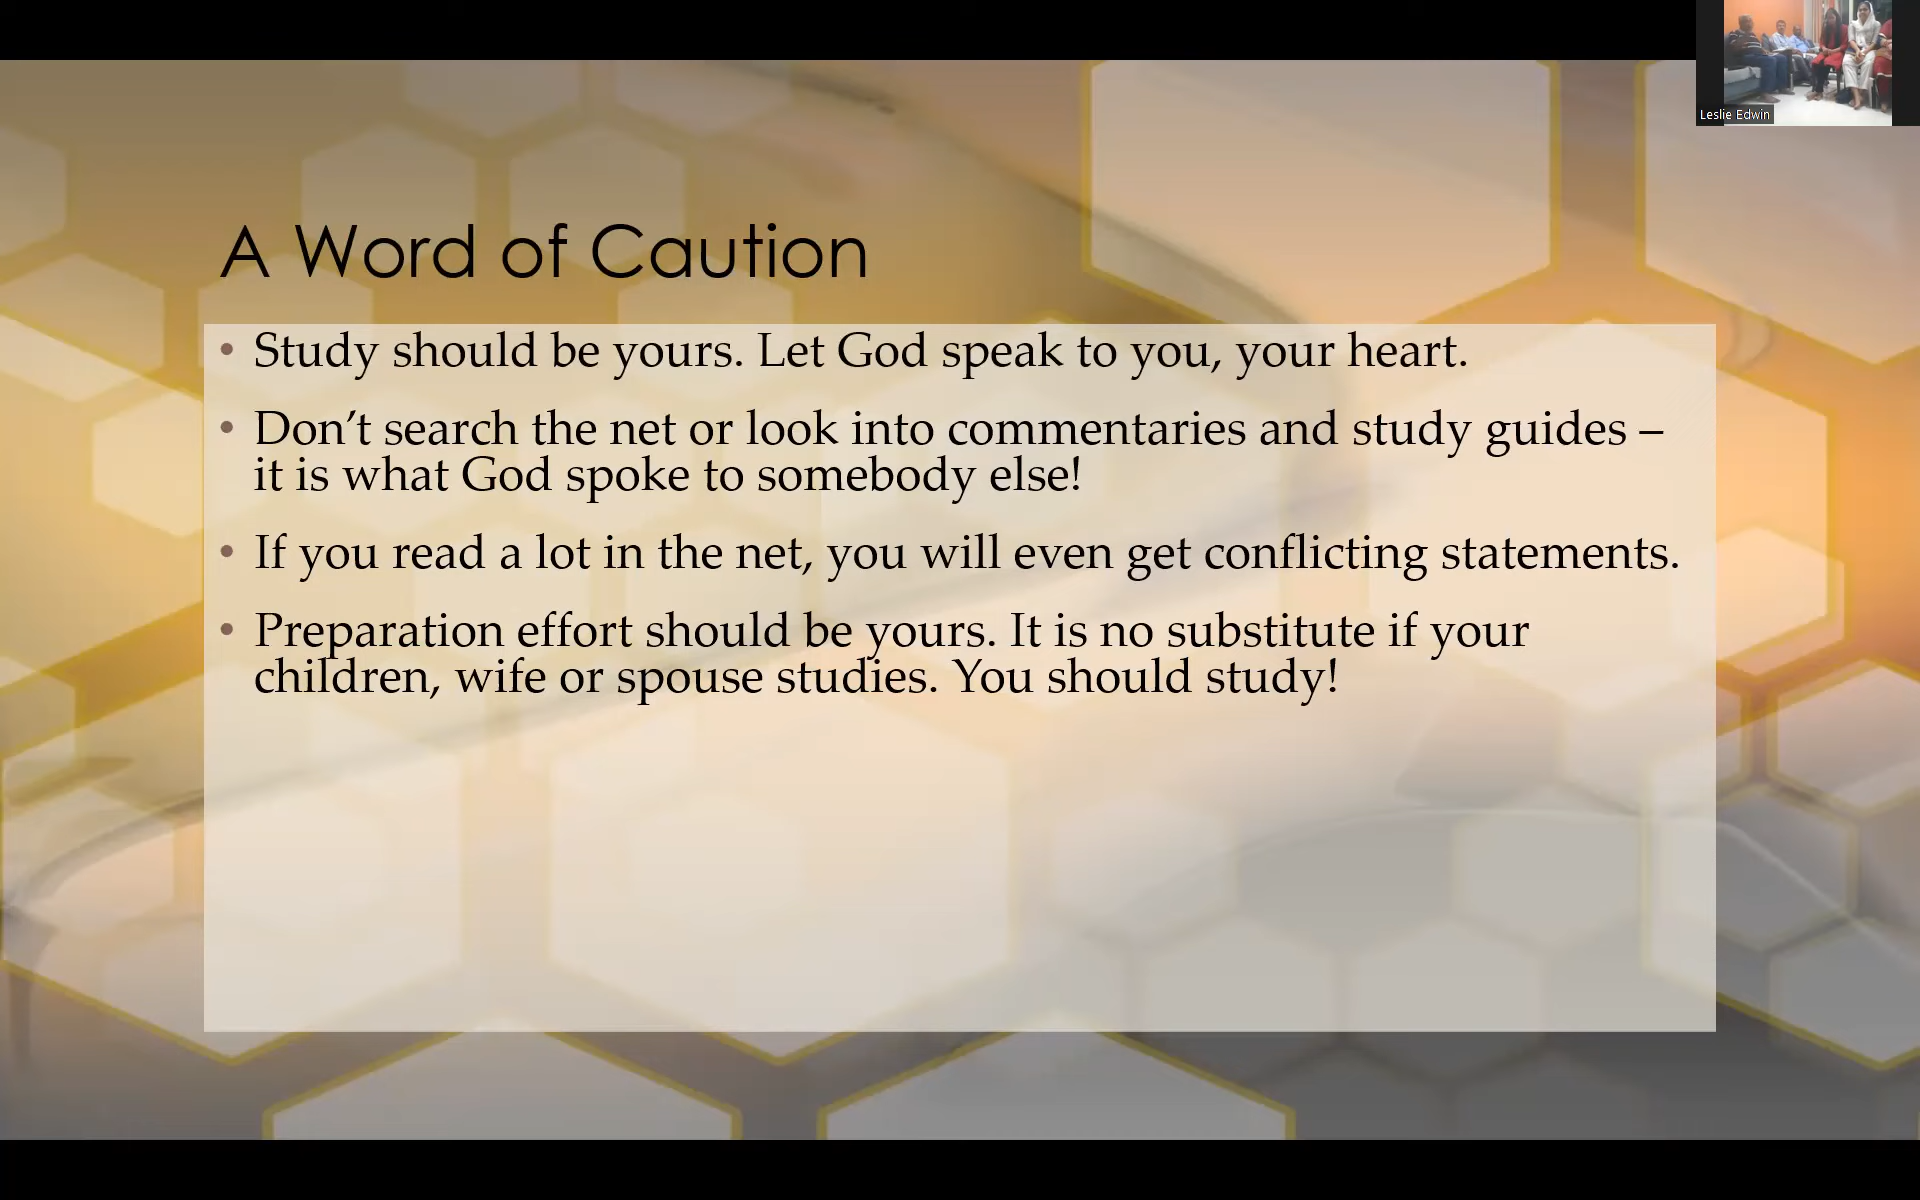 Leslie Edwin
A Word of Caution
• Study should be yours. Let God speak to you, your heart.
• Don’t search the net or look into commentaries and study guides –
it is what God spoke to somebody else!
• If you read a lot in the net, you will even get conflicting statements.
• Preparation effort should be yours. It is no substitute if your
children, wife or spouse studies. You should study!